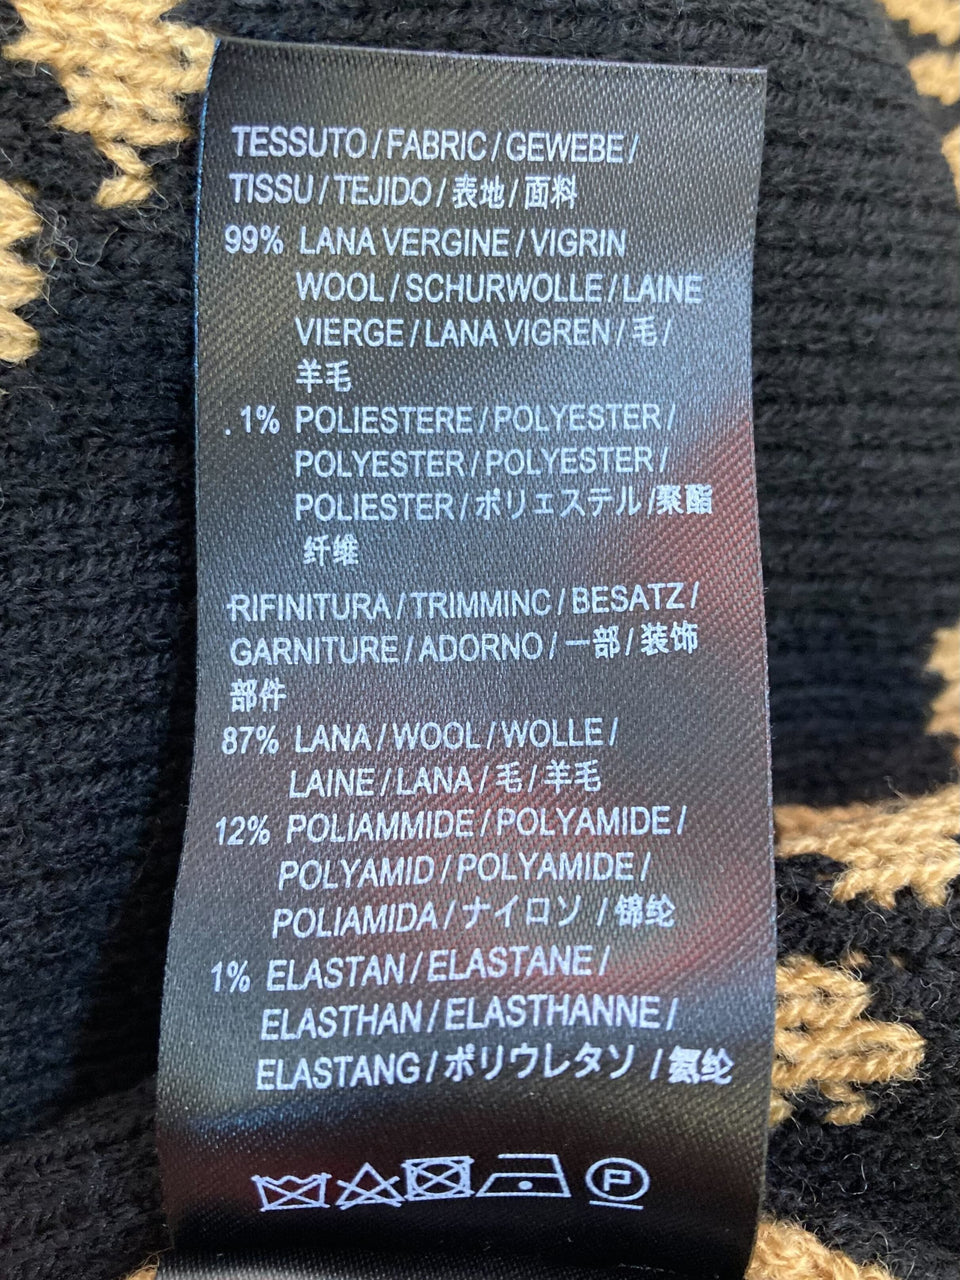 TESSUTO/FABRIC/GEWEBE/
TISSU/TEJIDO/表地/面料
99% LANA VERGINE/VIGRIN
WOOL/SCHURWOLLE/LAINE
VIERGE/LANA VIGREN/毛/
羊毛
.1% POLIESTERE/POLYESTER/
POLYESTER/POLYESTER/
POLIESTER/ポリエステル/聚酯
纤维
RIFINITURA/TRIMMINC/BESATZ/
GARNITURE/ADORNO/一部/装饰
部件
87% LANA/WOOL/WOLLE/
LAINE/LANA/毛/羊毛
12% POLIAMMIDE/POLYAMIDE/
POLYAMID/POLYAMIDE/
POLIAMIDA/ナイロソ /锦纶
1% ELASTAN/ELASTANE/
ELASTHAN/ELASTHANNE/
ELASTANG/ポリウレタソ /氨纶
P